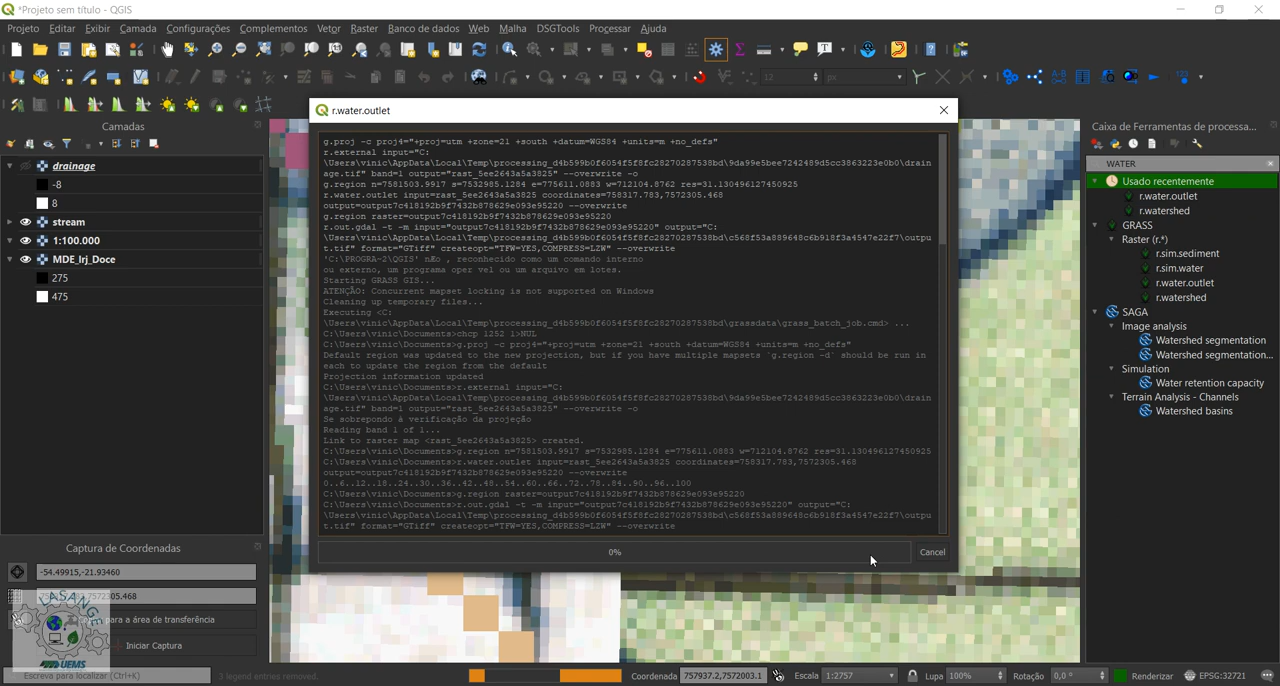 *Projeto sem título - QGIS
Projeto Editar Exibir Camada Configurações Complementos Vetor Raster Banco de dados Web Malha DSGTools Processar Ajuda
12 px
Camadas
drainage
-8
8
stream
1:100.000
MDE_Irj_Doce
275
475
r.water.outlet
g.proj -c proj4="+proj=utm +zone=21 +south +datum=WGS84 +units=m +no_defs"
r.external input="C:
\Users\vinic\AppData\Local\Temp\processing_d4b599b0f6054f5f8fc28270287538bd\9da99e5bee7242489d5cc3863223e0b0\drain
age.tif" band=1 output="rast_5ee2643a5a3825" --overwrite -o
g.region n=7581503.9917 s=7532985.1284 e=775611.0883 w=712104.8762 res=31.130496127450925
r.water.outlet input=rast_5ee2643a5a3825 coordinates=758317.783,7572305.468
output=output7c418192b9f7432b878629e093e95220 --overwrite
g.region raster=output7c418192b9f7432b878629e093e95220
r.out.gdal -t -m input="output7c418192b9f7432b878629e093e95220" output="C:
\Users\vinic\AppData\Local\Temp\processing_d4b599b0f6054f5f8fc28270287538bd\c568f53a889648c6b918f3a4547e22f7\outpu
t.tif" format="GTiff" createopt="TFW=YES,COMPRESS=LZW" --overwrite
'C:\PROGRA~2\QGIS' nÆo , reconhecido como um comando interno
ou externo, um programa oper vel ou um arquivo em lotes.
Starting GRASS GIS...
ATENÇÃO: Concurrent mapset locking is not supported on Windows
Cleaning up temporary files...
Executing <C:
\Users\vinic\AppData\Local\Temp\processing_d4b599b0f6054f5f8fc28270287538bd\grassdata\grass_batch_job.cmd> ...
C:\Users\vinic\Documents>chcp 1252 1>NUL
C:\Users\vinic\Documents>g.proj -c proj4="+proj=utm +zone=21 +south +datum=WGS84 +units=m +no_defs"
Default region was updated to the new projection, but if you have multiple mapsets `g.region -d` should be run in
each to update the region from the default
Projection information updated
C:\Users\vinic\Documents>r.external input="C:
\Users\vinic\AppData\Local\Temp\processing_d4b599b0f6054f5f8fc28270287538bd\9da99e5bee7242489d5cc3863223e0b0\drain
age.tif" band=1 output="rast_5ee2643a5a3825" --overwrite -o
Se sobrepondo à verificação da projeção
Reading band 1 of 1...
Link to raster map <rast_5ee2643a5a3825> created.
C:\Users\vinic\Documents>g.region n=7581503.9917 s=7532985.1284 e=775611.0883 w=712104.8762 res=31.130496127450925
C:\Users\vinic\Documents>r.water.outlet input=rast_5ee2643a5a3825 coordinates=758317.783,7572305.468
output=output7c418192b9f7432b878629e093e95220 --overwrite
0..6..12..18..24..30..36..42..48..54..60..66..72..78..84..90..96..100
C:\Users\vinic\Documents>g.region raster=output7c418192b9f7432b878629e093e95220
C:\Users\vinic\Documents>r.out.gdal -t -m input="output7c418192b9f7432b878629e093e95220" output="C:
\Users\vinic\AppData\Local\Temp\processing_d4b599b0f6054f5f8fc28270287538bd\c568f53a889648c6b918f3a4547e22f7\outpu
t.tif" format="GTiff" createopt="TFW=YES,COMPRESS=LZW" --overwrite
0%
Cancel
Caixa de Ferramentas de processa...
WATER
Usado recentemente
r.water.outlet
r.watershed
GRASS
Raster (r.*)
r.sim.sediment
r.sim.water
r.water.outlet
r.watershed
SAGA
Image analysis
Watershed segmentation
Watershed segmentation...
Simulation
Water retention capacity
Terrain Analysis - Channels
Watershed basins
Captura de Coordenadas
-54.49915,-21.93460
305.468
para a área de transferência
Iniciar Captura
LASANG
UEMS
Escreva para localizar (Ctrl+K)
3 legend entries removed.
Coordenada 757937.2,7572003.1 Escala 1:2757 Lupa 100% Rotação 0,0 ° Renderizar EPSG:32721